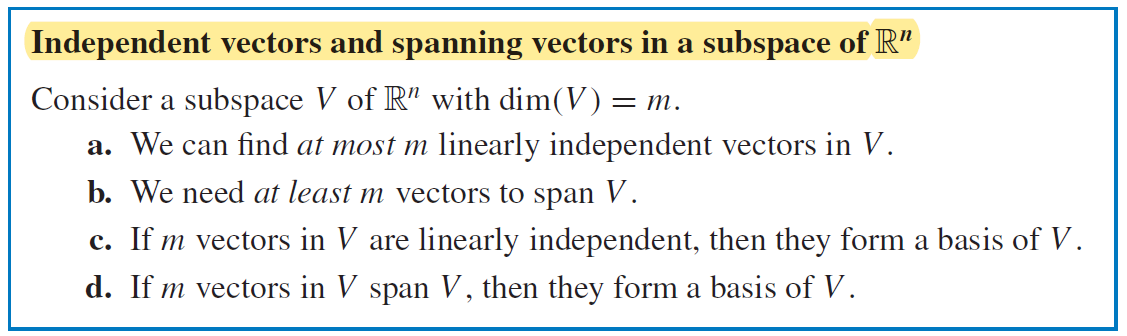 Independent vectors and spanning vectors in a subspace of ℝⁿ
Consider a subspace V of ℝⁿ with dim(V) = m.
a. We can find at most m linearly independent vectors in V.
b. We need at least m vectors to span V.
c. If m vectors in V are linearly independent, then they form a basis of V.
d. If m vectors in V span V, then they form a basis of V.